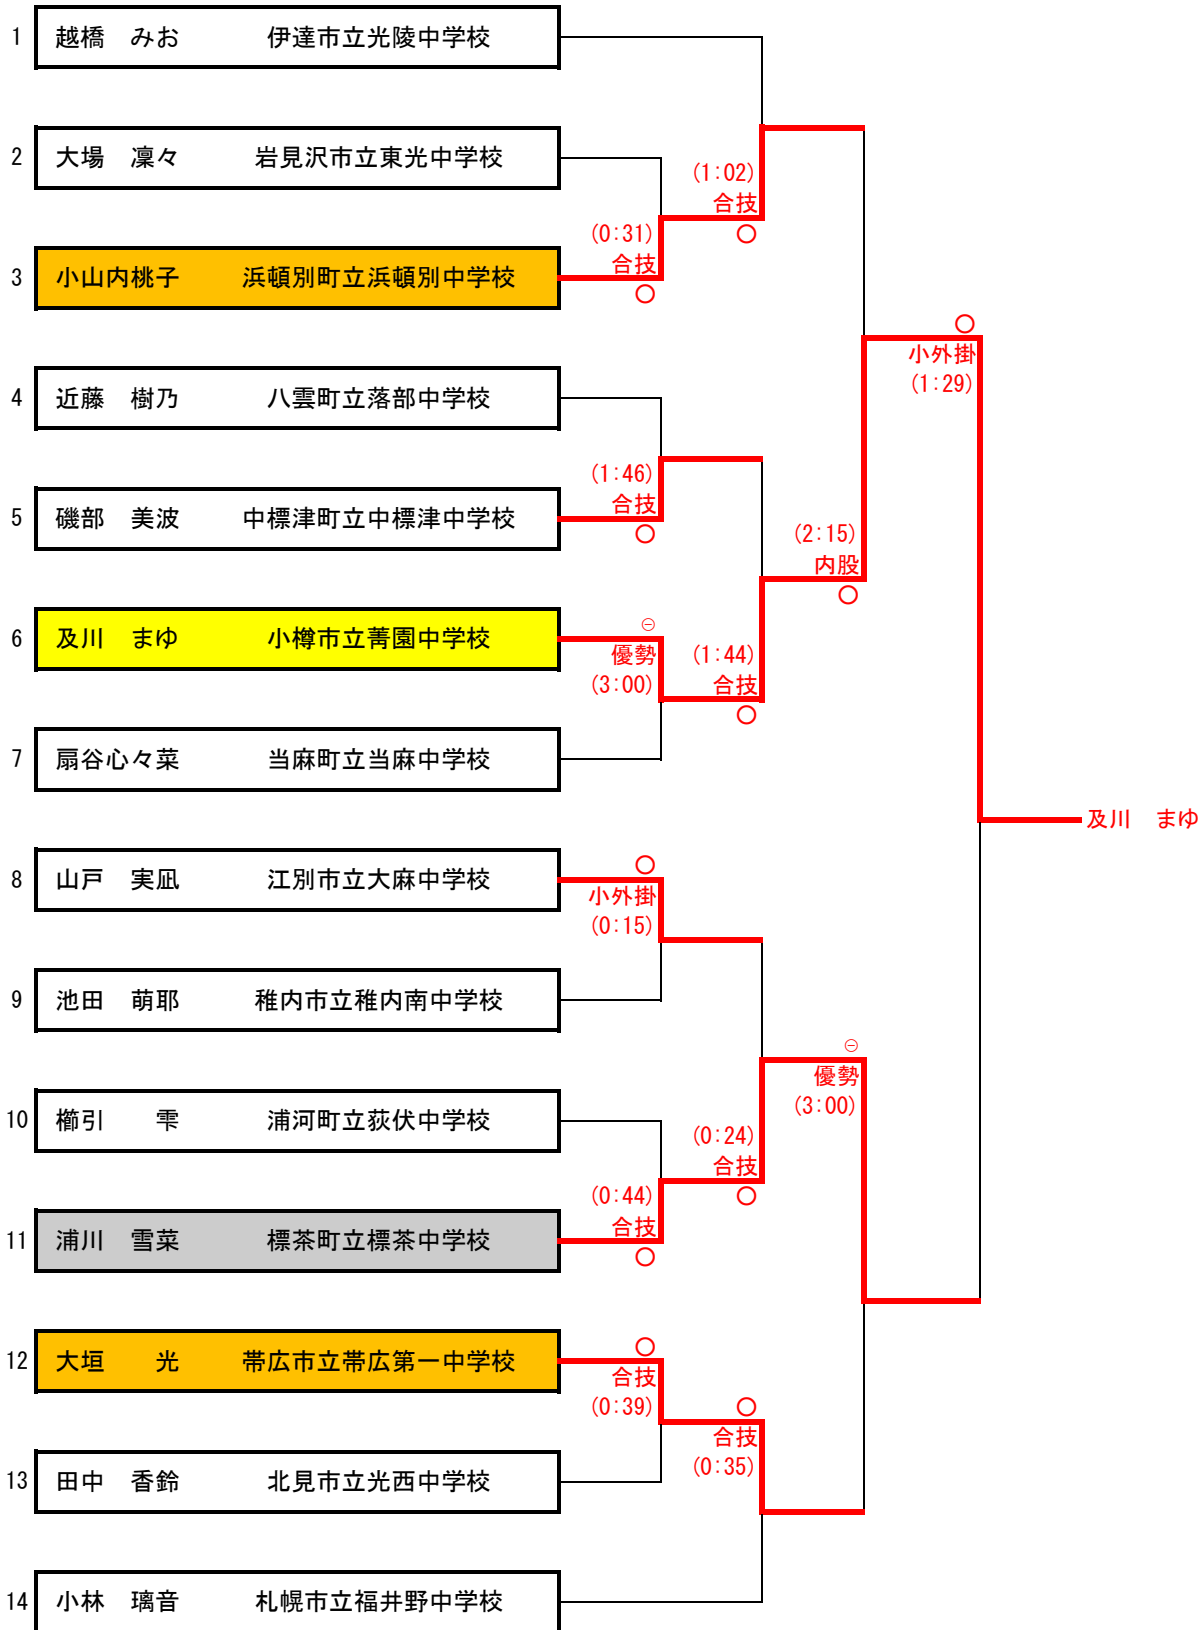 1 越橋　みお 伊達市立光陵中学校
2 大場　凜々 岩見沢市立東光中学校
(1:02)
合技
○
(0:31)
合技
○
3 小山内桃子 浜頓別町立浜頓別中学校
○
小外掛
(1:29)
4 近藤　樹乃 八雲町立落部中学校
(1:46)
合技
○
5 磯部　美波 中標津町立中標津中学校
(2:15)
内股
○
6 及川　まゆ 小樽市立菁園中学校
⊖
優勢
(3:00)
(1:44)
合技
○
7 扇谷心々菜 当麻町立当麻中学校
及川　まゆ
8 山戸　実凪 江別市立大麻中学校
○
小外掛
(0:15)
9 池田　萌耶 稚内市立稚内南中学校
⊖
優勢
(3:00)
10 櫛引　　雫 浦河町立荻伏中学校
(0:24)
合技
○
(0:44)
合技
○
11 浦川　雪菜 標茶町立標茶中学校
12 大垣　　光 帯広市立帯広第一中学校
○
合技
(0:39)
○
合技
(0:35)
13 田中　香鈴 北見市立光西中学校
14 小林　璃音 札幌市立福井野中学校